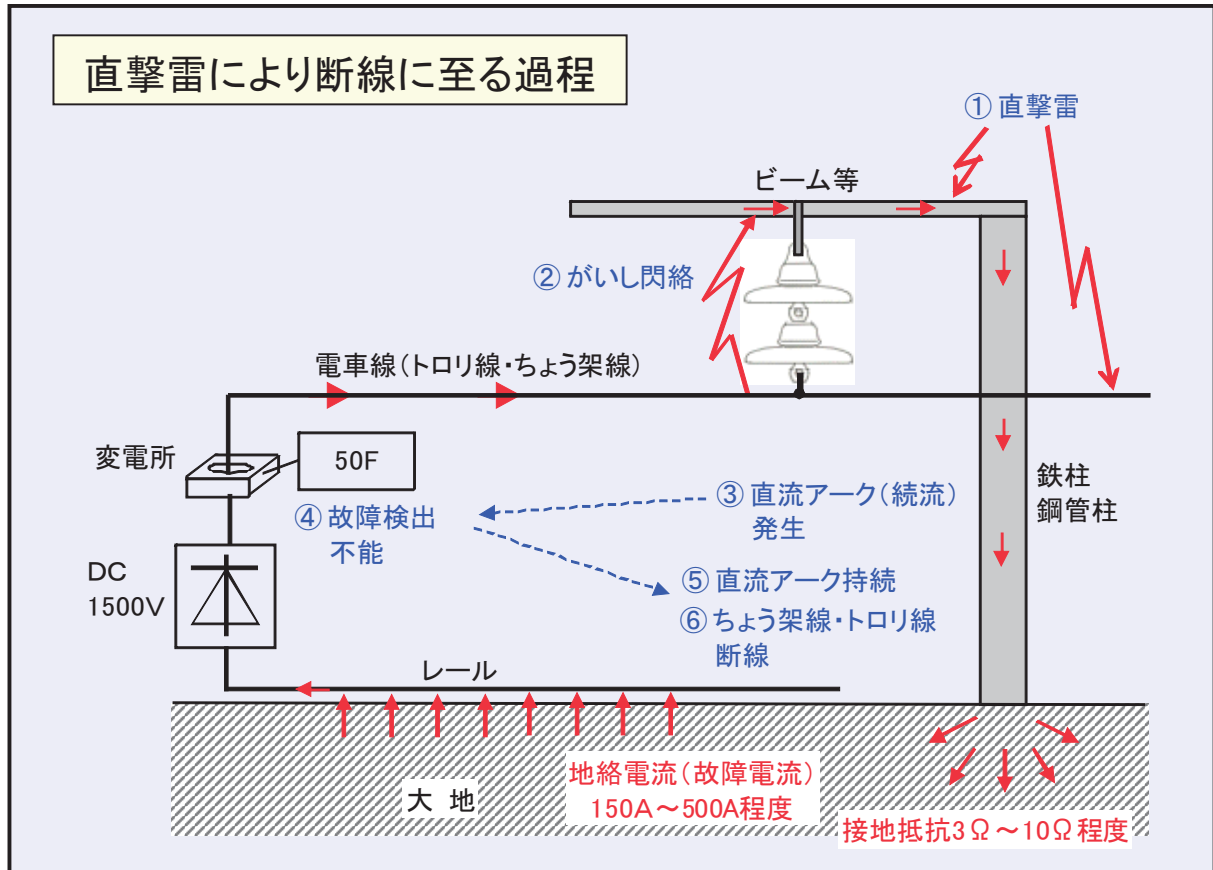 直撃雷により断線に至る過程
① 直撃雷
ビーム等
② がいし閃絡
電車線(トロリ線・ちょう架線)
変電所
50F
③ 直流アーク(続流)
発生
鉄柱
鋼管柱
④ 故障検出
不能
DC
1500V
⑤ 直流アーク持続
⑥ ちょう架線・トロリ線
断線
レール
地絡電流(故障電流)
150A～500A程度
大 地
接地抵抗3Ω～10Ω程度